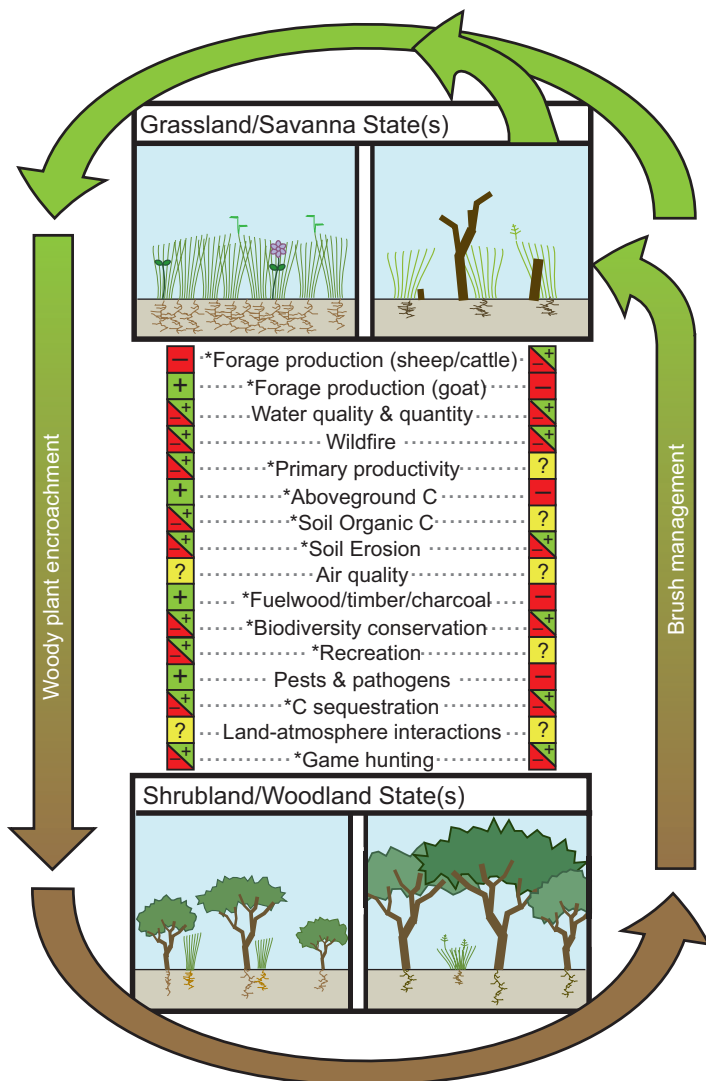 Grassland/Savanna State(s)
− *Forage production (sheep/cattle) − +
+ *Forage production (goat) −
− + Water quality & quantity − +
− + Wildfire − +
− + *Primary productivity ?
+ *Aboveground C −
− + *Soil Organic C ?
− + *Soil Erosion − +
? Air quality ?
+ *Fuelwood/timber/charcoal −
− + *Biodiversity conservation − +
− + *Recreation ?
+ Pests & pathogens −
− + *C sequestration − +
? Land-atmosphere interactions ?
− + *Game hunting − +
Woody plant encroachment
Brush management
Shrubland/Woodland State(s)